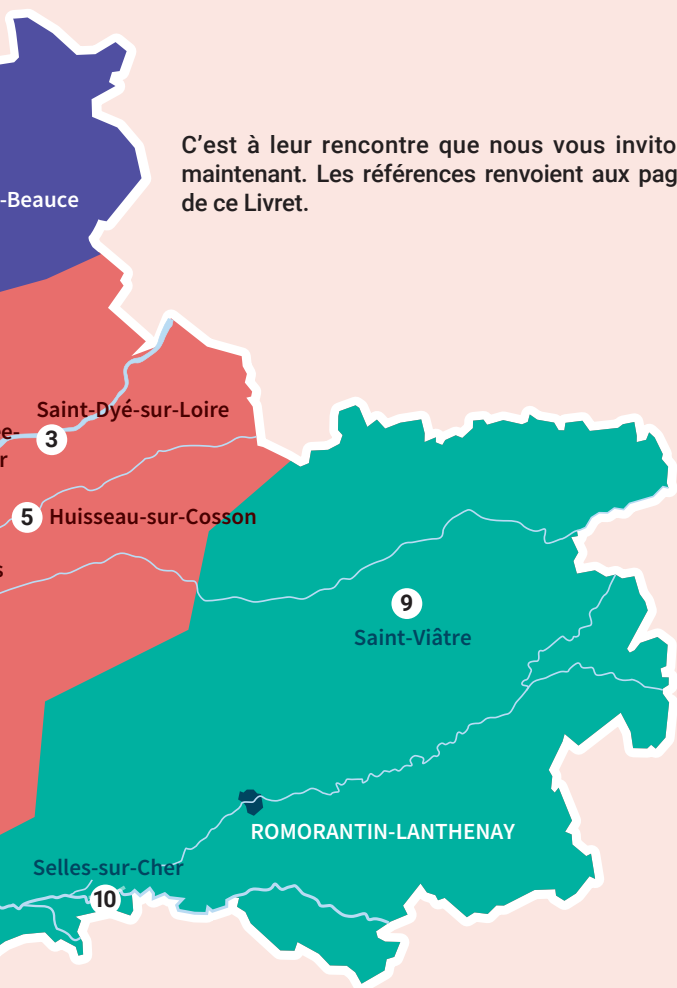 C’est à leur rencontre que nous vous invito
maintenant. Les références renvoient aux pag
de ce Livret.
-Beauce
Saint-Dyé-sur-Loire
e-
3
r
5 Huisseau-sur-Cosson
s
9
Saint-Viâtre
ROMORANTIN-LANTHENAY
Selles-sur-Cher
10